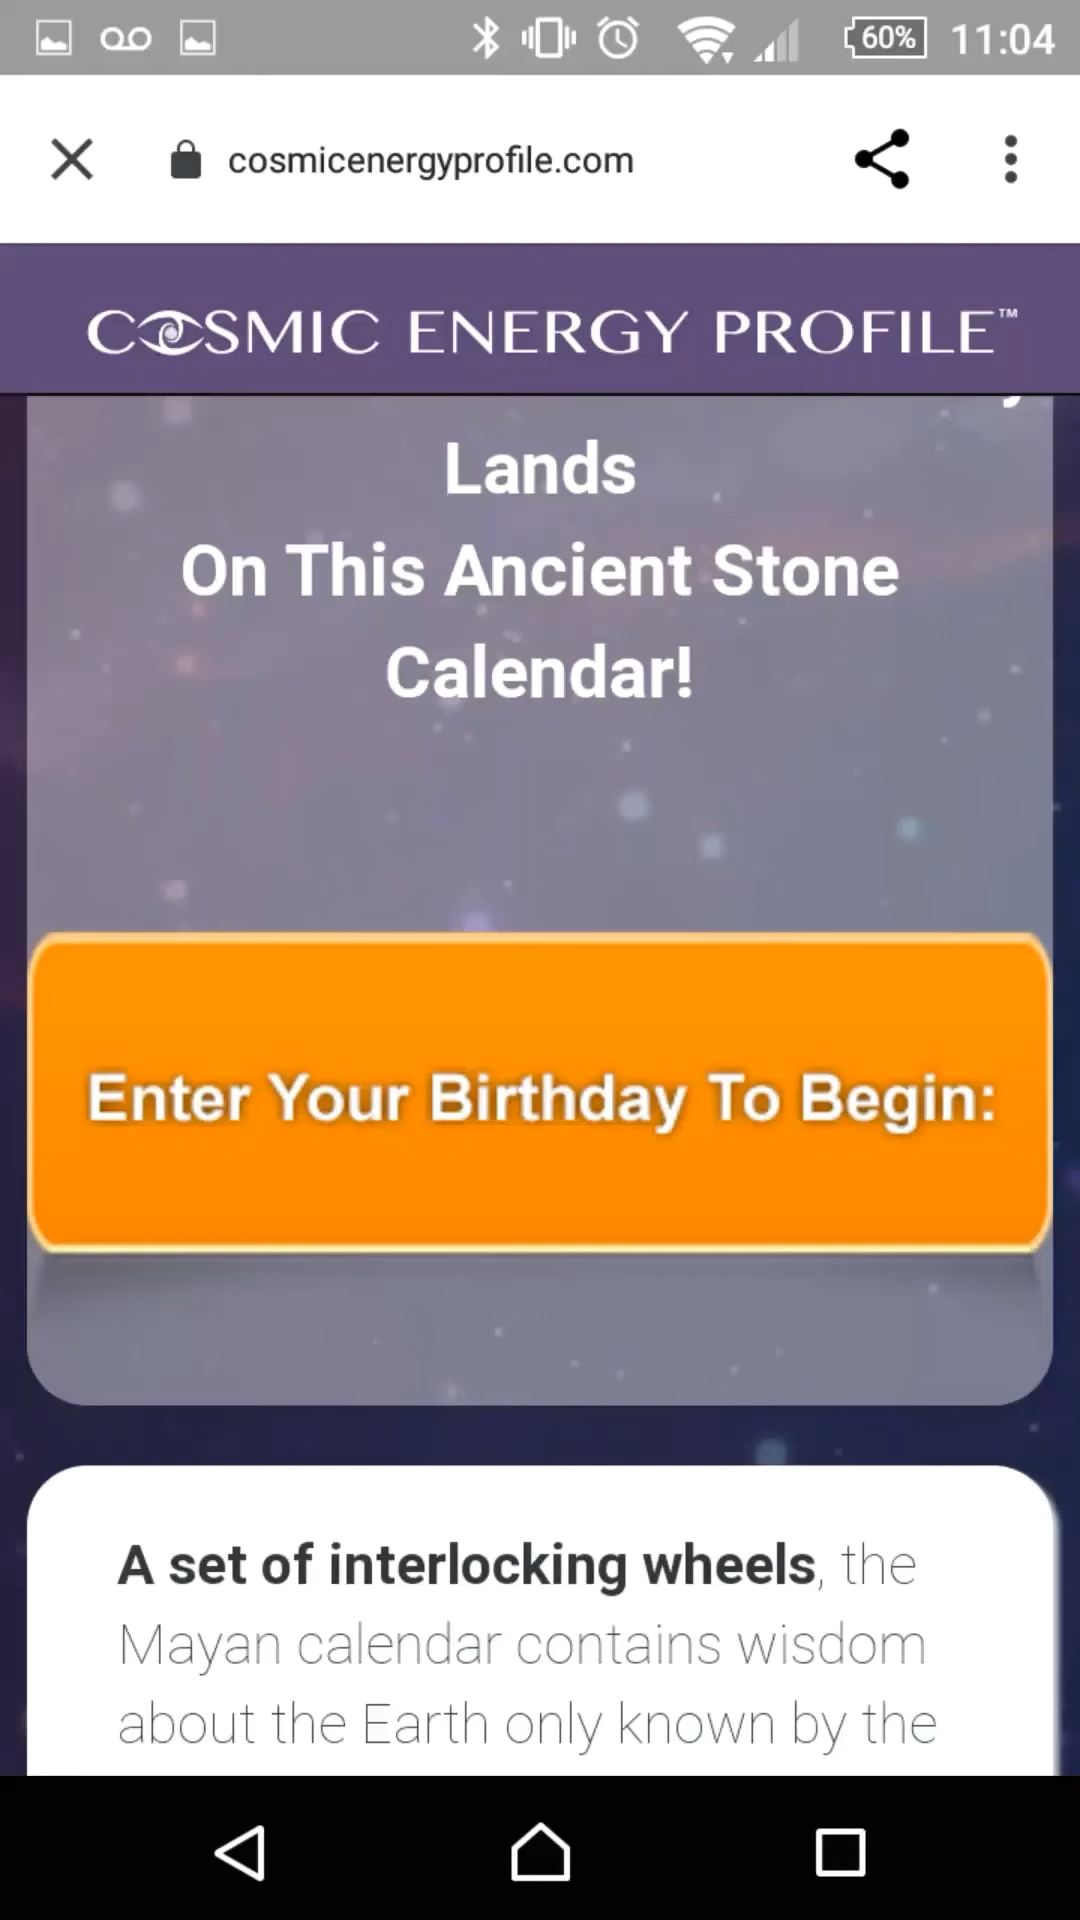 60% 11:04
cosmicenergyprofile.com
COSMIC ENERGY PROFILE™
Lands
On This Ancient Stone
Calendar!
Enter Your Birthday To Begin:
A set of interlocking wheels, the
Mayan calendar contains wisdom
about the Earth only known by the